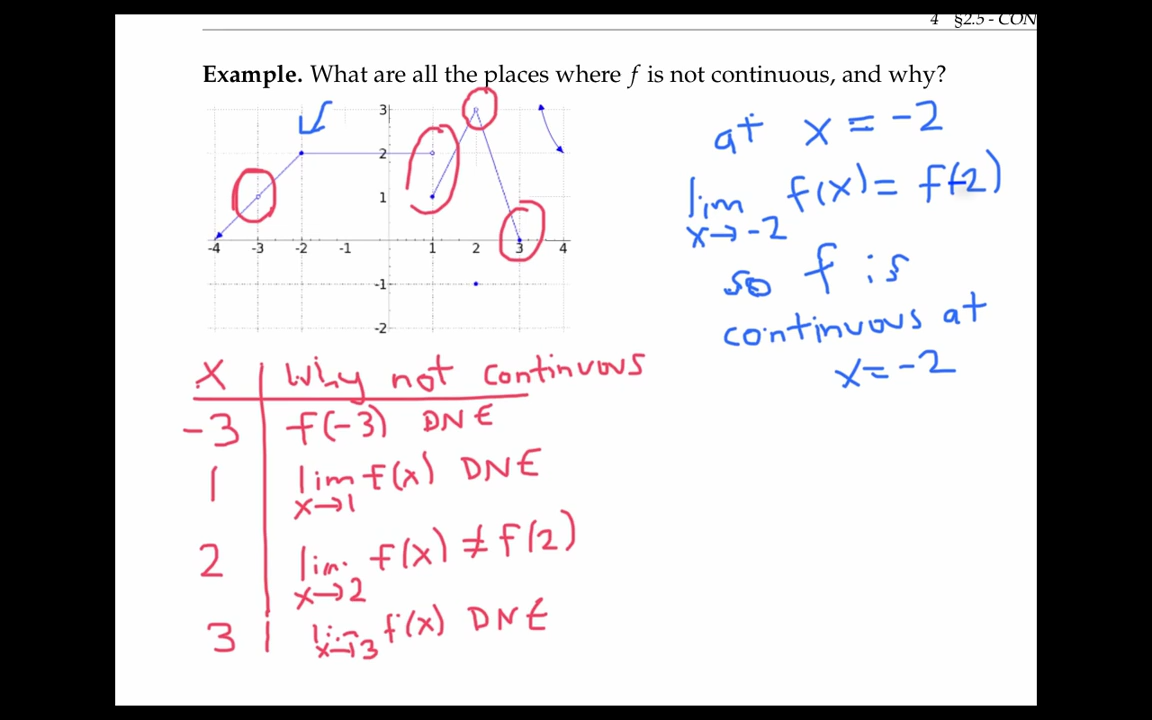 4 §2.5 - CON
Example. What are all the places where f is not continuous, and why?
3
2
1
-4 -3 -2 -1 1 2 3 4
-1
-2
at x = -2
lim f(x) = f(-2)
x→-2
so f is
continuous at
x = -2
x | Why not continuous
-3 | f(-3) DNE
1 | lim f(x) DNE
x→1
2 | lim f(x) ≠ f(2)
x→2
3 | lim f(x) DNE
x→3